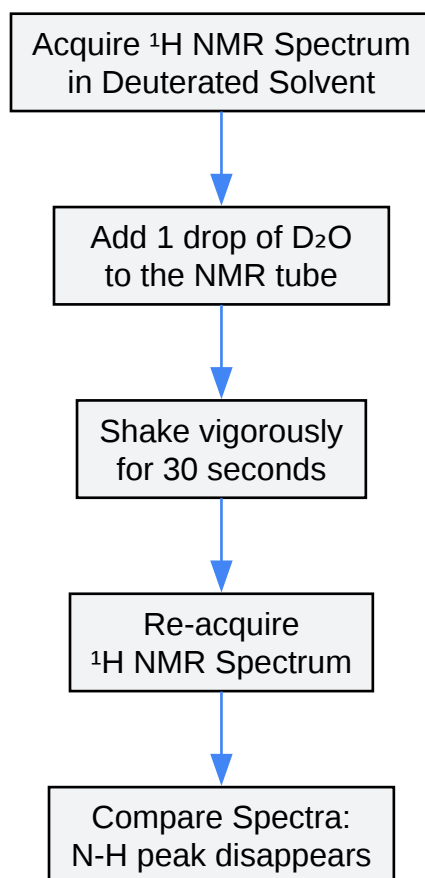 Acquire ¹H NMR Spectrum
in Deuterated Solvent
Add 1 drop of D₂O
to the NMR tube
Shake vigorously
for 30 seconds
Re-acquire
¹H NMR Spectrum
Compare Spectra:
N-H peak disappears